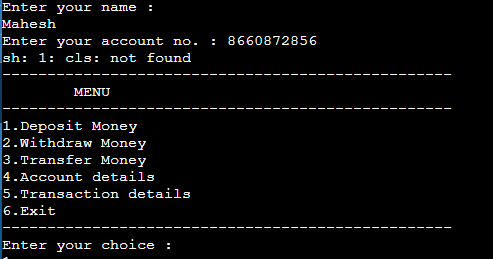 Enter your name :
Mahesh
Enter your account no. : 8660872856
sh: 1: cls: not found
--------------------------------------------------
MENU
--------------------------------------------------
1.Deposit Money
2.Withdraw Money
3.Transfer Money
4.Account details
5.Transaction details
6.Exit
--------------------------------------------------
Enter your choice :